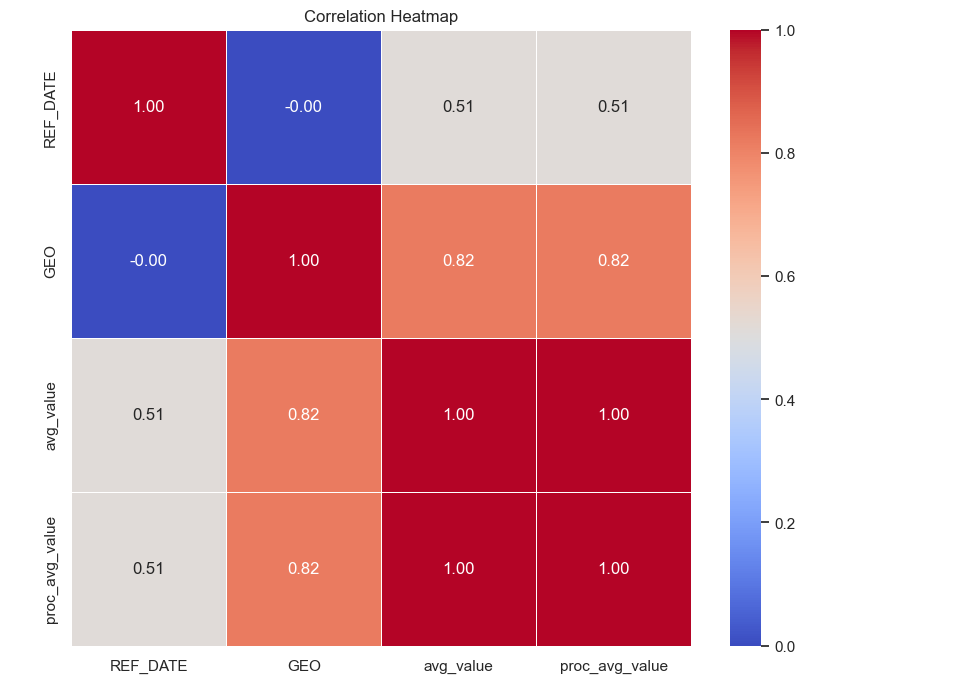 Correlation Heatmap
REF_DATE 1.00 -0.00 0.51 0.51
GEO -0.00 1.00 0.82 0.82
avg_value 0.51 0.82 1.00 1.00
proc_avg_value 0.51 0.82 1.00 1.00
REF_DATE GEO avg_value proc_avg_value
1.0
0.8
0.6
0.4
0.2
0.0